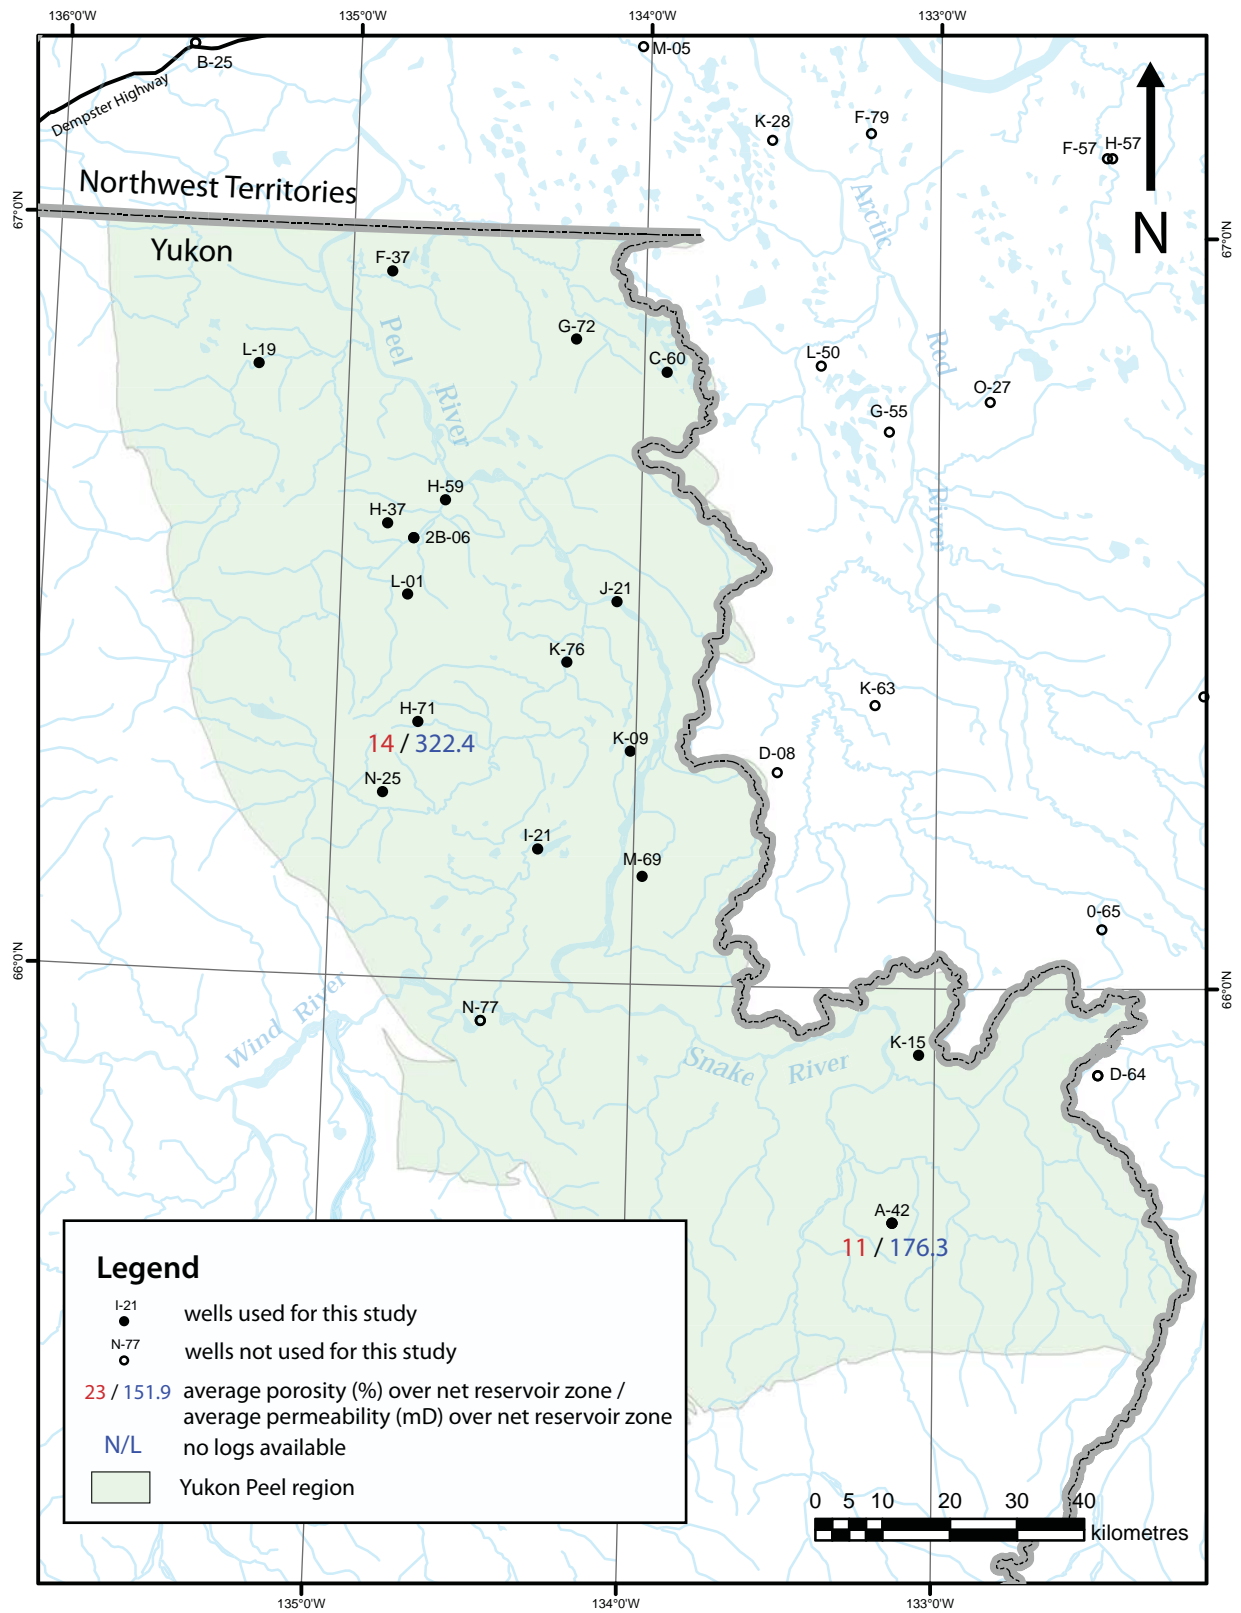 136°0'W 135°0'W 134°0'W 133°0'W
B-25
M-05
Dempster Highway
K-28
F-79
F-57 H-57
N
Northwest Territories
67°0'N
67°0'N
Yukon
Arctic
Red
River
F-37
Peel
River
G-72
L-19
C-60
L-50
O-27
G-55
H-59
H-37
2B-06
L-01
J-21
K-76
K-63
H-71
14 / 322.4
K-09
D-08
N-25
I-21
M-69
0-65
66°0'N
66°0'N
Wind River
N-77
Snake River
K-15
D-64
A-42
11 / 176.3
Legend
I-21
wells used for this study
N-77
wells not used for this study
23 / 151.9 average porosity (%) over net reservoir zone /
average permeability (mD) over net reservoir zone
N/L no logs available
Yukon Peel region
0 5 10 20 30 40
kilometres
135°0'W 134°0'W 133°0'W